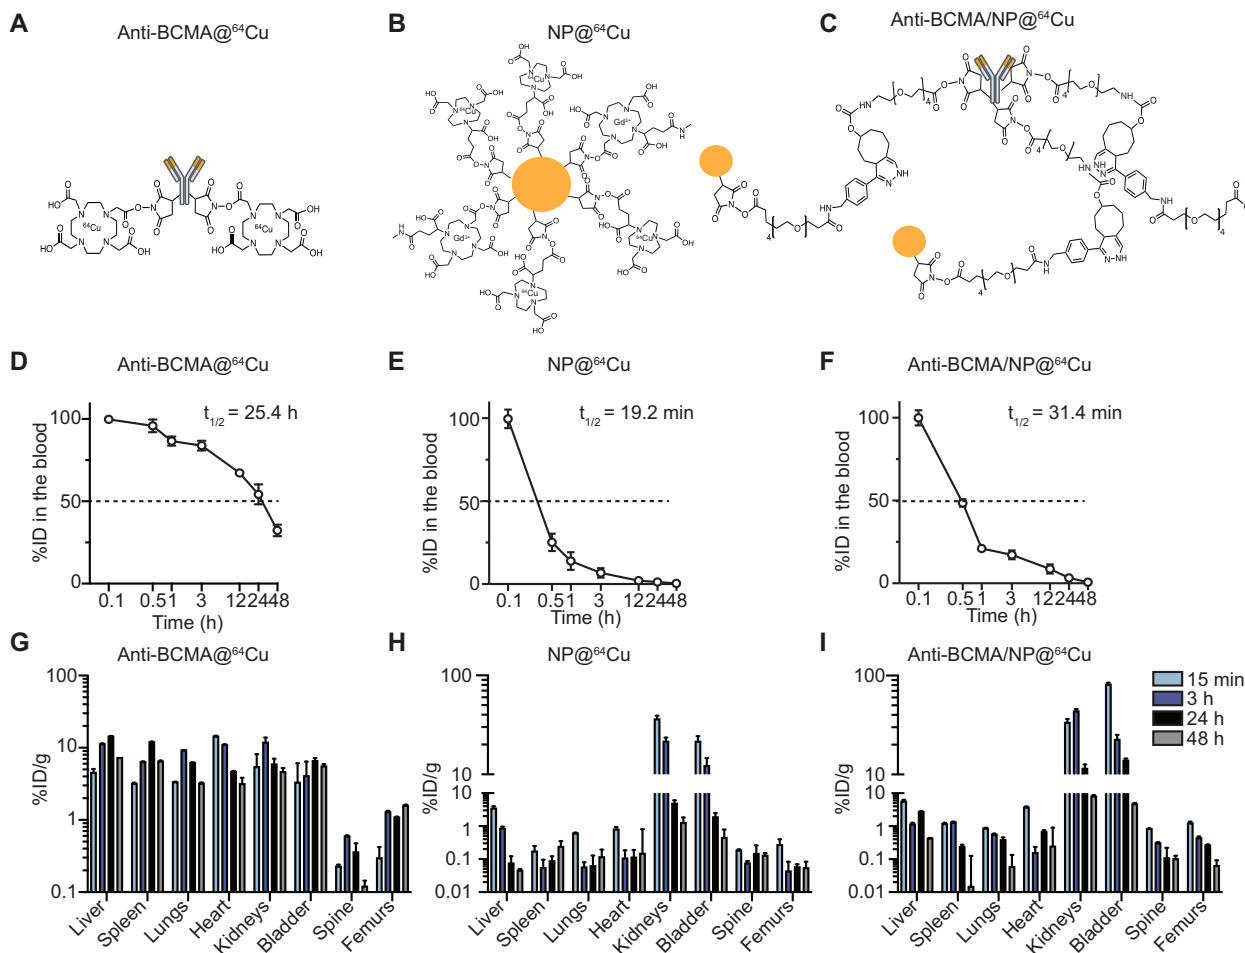 A
Anti-BCMA@⁶⁴Cu
B
NP@⁶⁴Cu
C
Anti-BCMA/NP@⁶⁴Cu
D
Anti-BCMA@⁶⁴Cu
t1/2 = 25.4 h
%ID in the blood
100
50
0
0.1 0.5 1 3 12 24 48
Time (h)
E
NP@⁶⁴Cu
t1/2 = 19.2 min
%ID in the blood
100
50
0
0.1 0.5 1 3 12 24 48
Time (h)
F
Anti-BCMA/NP@⁶⁴Cu
t1/2 = 31.4 min
%ID in the blood
100
50
0
0.1 0.5 1 3 12 24 48
Time (h)
G
Anti-BCMA@⁶⁴Cu
%ID/g
100
10
1
0.1
Liver Spleen Lungs Heart Kidneys Bladder Spine Femurs
H
NP@⁶⁴Cu
%ID/g
100
10
10
1
0.1
0.01
Liver Spleen Lungs Heart Kidneys Bladder Spine Femurs
I
Anti-BCMA/NP@⁶⁴Cu
%ID/g
100
10
10
1
0.1
0.01
Liver Spleen Lungs Heart Kidneys Bladder Spine Femurs
15 min
3 h
24 h
48 h